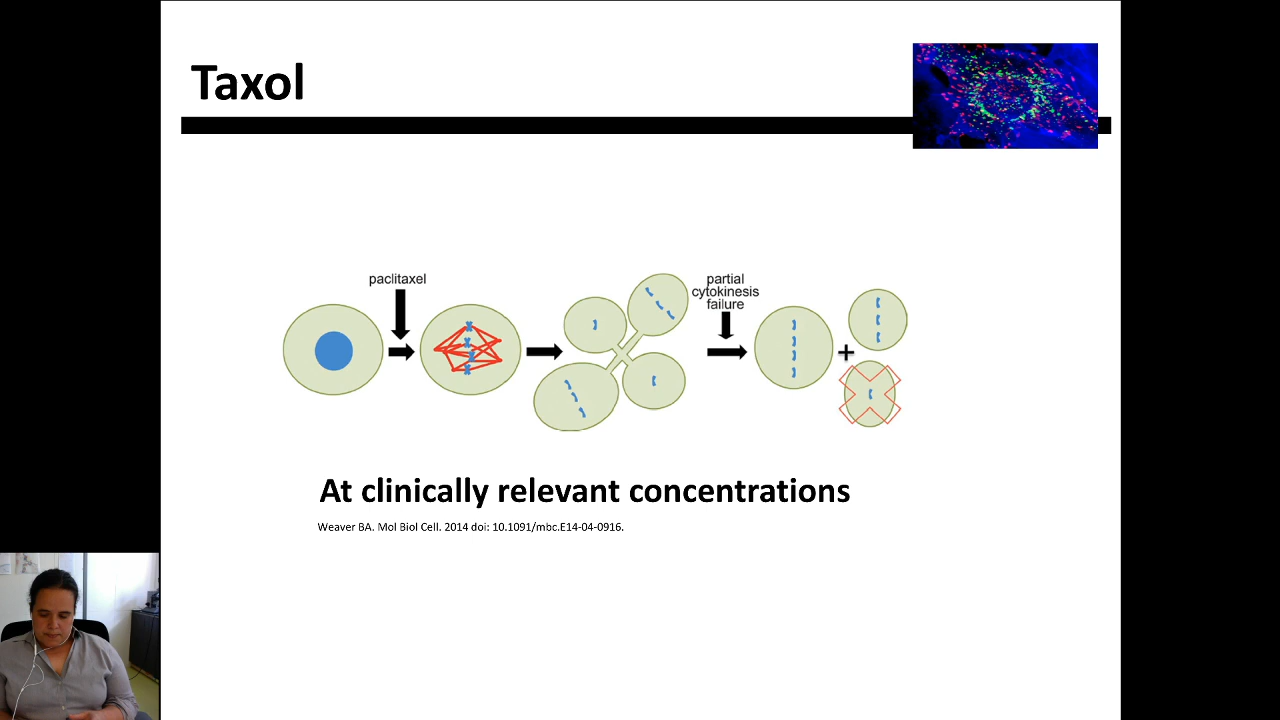 Taxol
paclitaxel
partial
cytokinesis
failure
+
At clinically relevant concentrations
Weaver BA. Mol Biol Cell. 2014 doi: 10.1091/mbc.E14-04-0916.